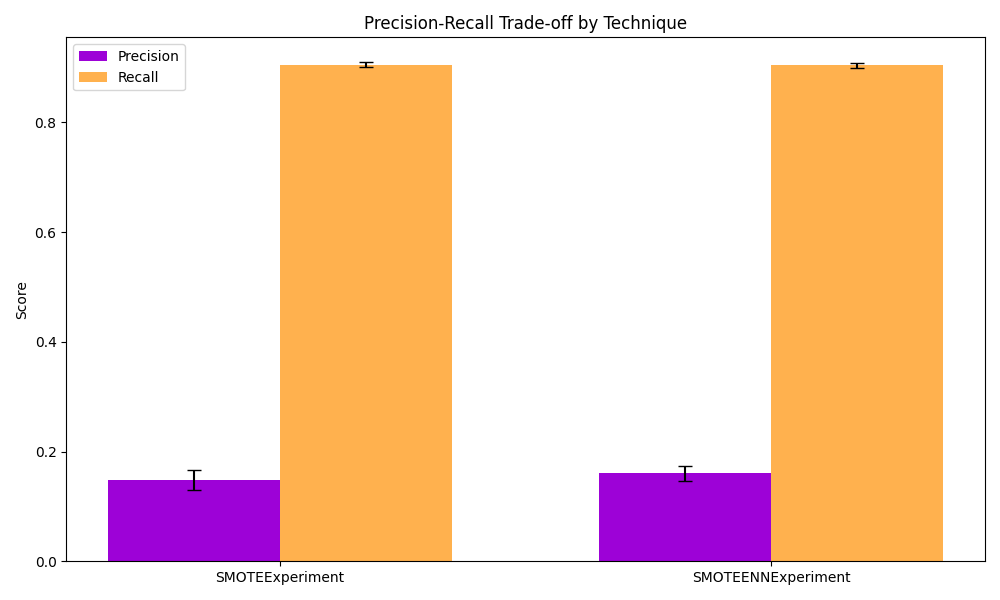 Precision-Recall Trade-off by Technique
Precision
Recall
Score
0.8
0.6
0.4
0.2
0.0
SMOTEExperiment
SMOTEENNExperiment